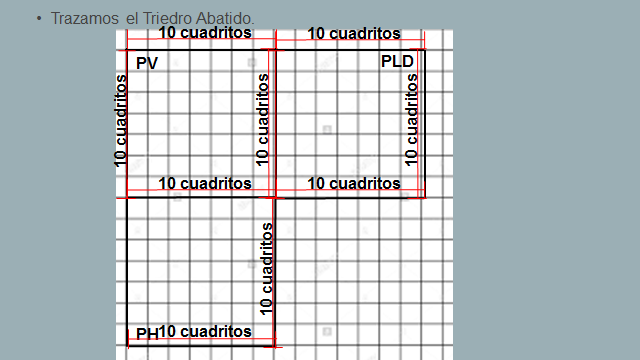 • Trazamos el Triedro Abatido.
10 cuadritos 10 cuadritos
PV PLD
10 cuadritos 10 cuadritos 10 cuadritos
10 cuadritos 10 cuadritos
10 cuadritos
PH 10 cuadritos